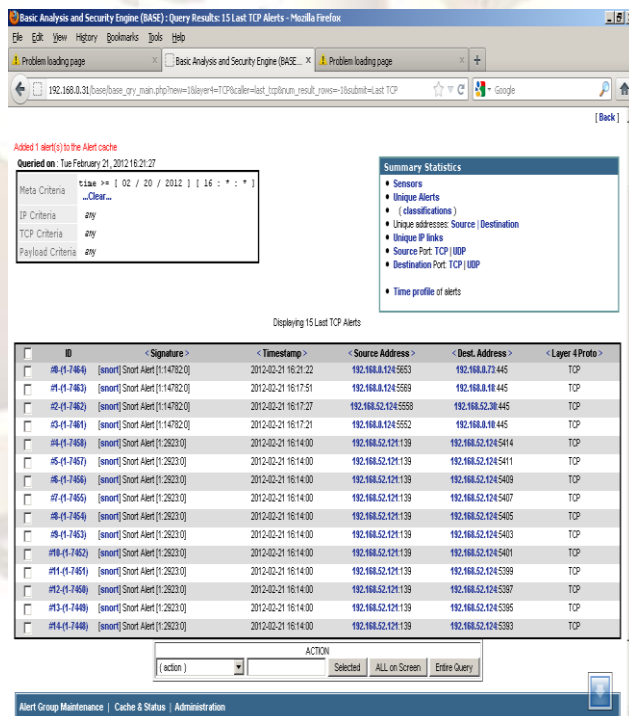 Basic Analysis and Security Engine (BASE) : Query Results: 15 Last TCP Alerts - Mozilla Firefox
File Edit View History Bookmarks Tools Help
Problem loading page × Basic Analysis and Security Engine (BASE... × Problem loading page × +
192.168.0.31/base/base_qry_main.php?new=1&layer4=TCP&caller=last_tcp&num_result_rows=-1&submit=Last TCP Google
[ Back ]
Added 1 alert(s) to the Alert cache
Queried on : Tue February 21, 2012 16:21:27
Meta Criteria time >= [ 02 / 20 / 2012 ] [ 16 : * : * ]
...Clear...
IP Criteria any
TCP Criteria any
Payload Criteria any
Summary Statistics
• Sensors
• Unique Alerts
• ( classifications )
• Unique addresses: Source | Destination
• Unique IP links
• Source Port: TCP | UDP
• Destination Port: TCP | UDP
• Time profile of alerts
Displaying 15 Last TCP Alerts
ID < Signature > < Timestamp > < Source Address > < Dest. Address > < Layer 4 Proto >
#0-(1-7464) [snort] Snort Alert [1:14782:0] 2012-02-21 16:21:22 192.168.0.124:5653 192.168.0.73:445 TCP
#1-(1-7463) [snort] Snort Alert [1:14782:0] 2012-02-21 16:17:51 192.168.0.124:5569 192.168.0.18:445 TCP
#2-(1-7462) [snort] Snort Alert [1:14782:0] 2012-02-21 16:17:27 192.168.52.124:5558 192.168.52.30:445 TCP
#3-(1-7461) [snort] Snort Alert [1:14782:0] 2012-02-21 16:17:21 192.168.0.124:5552 192.168.0.18:445 TCP
#4-(1-7458) [snort] Snort Alert [1:2923:0] 2012-02-21 16:14:00 192.168.52.121:139 192.168.52.124:5414 TCP
#5-(1-7457) [snort] Snort Alert [1:2923:0] 2012-02-21 16:14:00 192.168.52.121:139 192.168.52.124:5411 TCP
#6-(1-7456) [snort] Snort Alert [1:2923:0] 2012-02-21 16:14:00 192.168.52.121:139 192.168.52.124:5409 TCP
#7-(1-7455) [snort] Snort Alert [1:2923:0] 2012-02-21 16:14:00 192.168.52.121:139 192.168.52.124:5407 TCP
#8-(1-7454) [snort] Snort Alert [1:2923:0] 2012-02-21 16:14:00 192.168.52.121:139 192.168.52.124:5405 TCP
#9-(1-7453) [snort] Snort Alert [1:2923:0] 2012-02-21 16:14:00 192.168.52.121:139 192.168.52.124:5403 TCP
#10-(1-7452) [snort] Snort Alert [1:2923:0] 2012-02-21 16:14:00 192.168.52.121:139 192.168.52.124:5401 TCP
#11-(1-7451) [snort] Snort Alert [1:2923:0] 2012-02-21 16:14:00 192.168.52.121:139 192.168.52.124:5399 TCP
#12-(1-7450) [snort] Snort Alert [1:2923:0] 2012-02-21 16:14:00 192.168.52.121:139 192.168.52.124:5397 TCP
#13-(1-7449) [snort] Snort Alert [1:2923:0] 2012-02-21 16:14:00 192.168.52.121:139 192.168.52.124:5395 TCP
#14-(1-7448) [snort] Snort Alert [1:2923:0] 2012-02-21 16:14:00 192.168.52.121:139 192.168.52.124:5393 TCP
ACTION
{ action } Selected ALL on Screen Entire Query
Alert Group Maintenance | Cache & Status | Administration